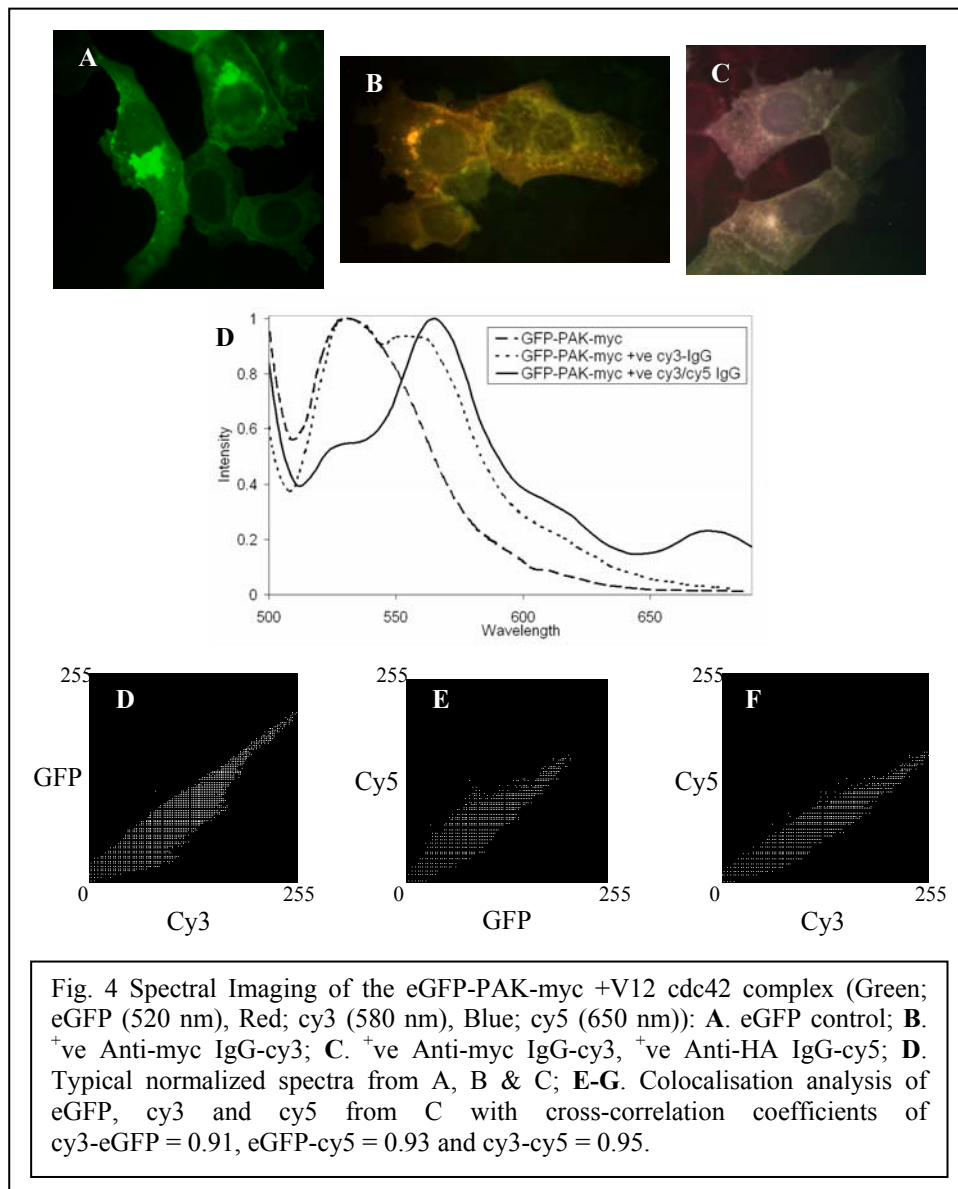 A
B
C
D
GFP-PAK-myc
GFP-PAK-myc +ve cy3-IgG
GFP-PAK-myc +ve cy3/cy5 IgG
1
0.8
0.6
0.4
0.2
0
Intensity
500 550 600 650
Wavelength
255 D
GFP
0 255
Cy3
255 E
Cy5
0 255
GFP
255 F
Cy5
0 255
Cy3
Fig. 4 Spectral Imaging of the eGFP-PAK-myc +V12 cdc42 complex (Green;
eGFP (520 nm), Red; cy3 (580 nm), Blue; cy5 (650 nm)): A. eGFP control; B.
+ve Anti-myc IgG-cy3; C. +ve Anti-myc IgG-cy3, +ve Anti-HA IgG-cy5; D.
Typical normalized spectra from A, B & C; E-G. Colocalisation analysis of
eGFP, cy3 and cy5 from C with cross-correlation coefficients of
cy3-eGFP = 0.91, eGFP-cy5 = 0.93 and cy3-cy5 = 0.95.